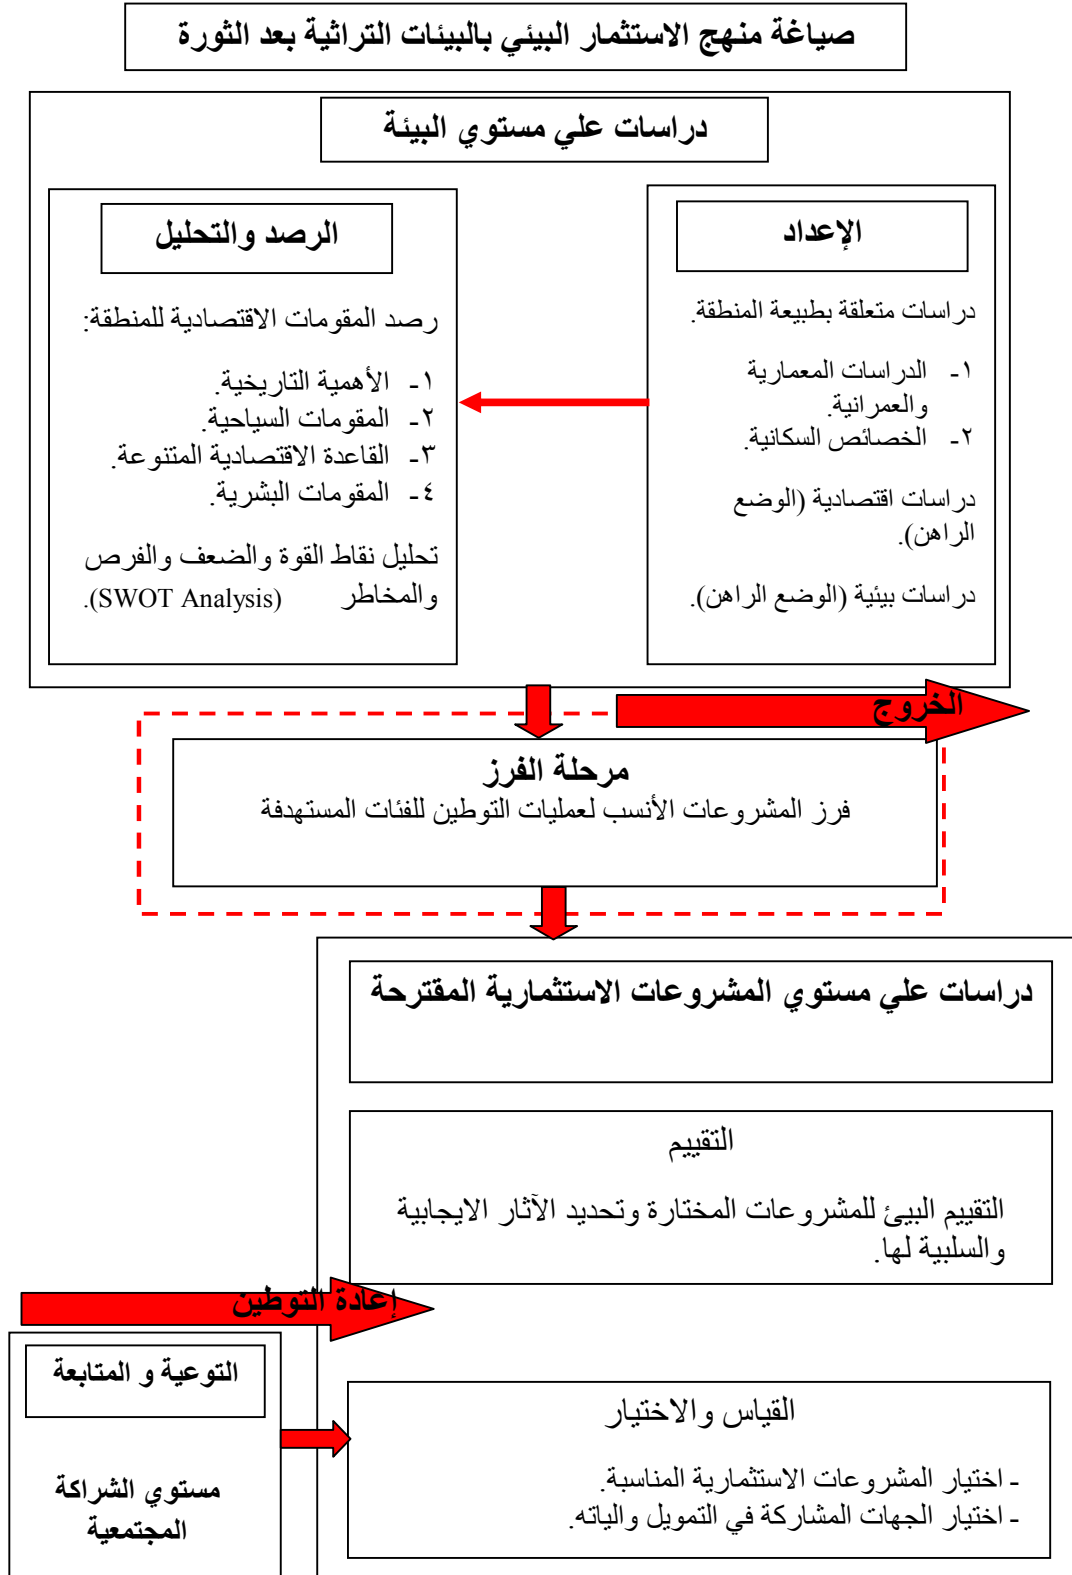 صياغة منهج الاستثمار البيئي بالبيئات التراثية بعد الثورة
دراسات علي مستوي البيئة
الإعداد
دراسات متعلقة بطبيعة المنطقة.
١- الدراسات المعمارية
والعمرانية.
٢- الخصائص السكانية.
دراسات اقتصادية (الوضع
الراهن).
دراسات بيئية (الوضع الراهن).
الرصد والتحليل
رصد المقومات الاقتصادية للمنطقة:
١- الأهمية التاريخية.
٢- المقومات السياحية.
٣- القاعدة الاقتصادية المتنوعة.
٤- المقومات البشرية.
تحليل نقاط القوة والضعف والفرص
والمخاطر (SWOT Analysis).
الخروج
مرحلة الفرز
فرز المشروعات الأنسب لعمليات التوطين للفئات المستهدفة
دراسات علي مستوي المشروعات الاستثمارية المقترحة
التقييم
التقييم البيئ للمشروعات المختارة وتحديد الآثار الايجابية
والسلبية لها.
إعادة التوطين
التوعية و المتابعة
مستوي الشراكة
المجتمعية
القياس والاختيار
- اختيار المشروعات الاستثمارية المناسبة.
- اختيار الجهات المشاركة في التمويل والياته.